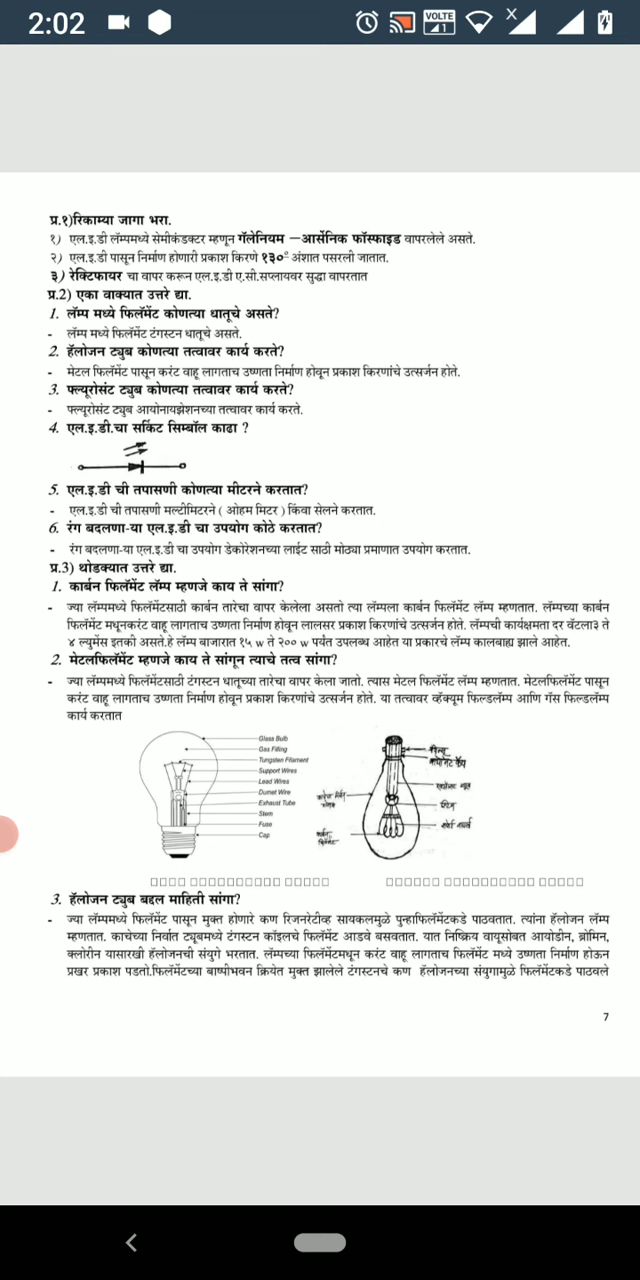 2:02
VOLTE
1
X
प्र.१)रिकाम्या जागा भरा.
१) एल.इ.डी लॅम्पमध्ये सेमीकंडक्टर म्हणून गॅलेनियम –आर्सेनिक फॉस्फाइड वापरलेले असते.
२) एल.इ.डी पासून निर्माण होणारी प्रकाश किरणे १३०° अंशात पसरली जातात.
३) रेक्टिफायर चा वापर करून एल.इ.डी ए.सी.सप्लायवर सुद्धा वापरतात
प्र.2) एका वाक्यात उत्तरे द्या.
1. लॅम्प मध्ये फिलॅमेंट कोणत्या धातूचे असते?
- लॅम्प मध्ये फिलॅमेंट टंगस्टन धातूचे असते.
2. हॅलोजन ट्युब कोणत्या तत्वावर कार्य करते?
- मेटल फिलॅमेंट पासून करंट वाहू लागताच उष्णता निर्माण होवून प्रकाश किरणांचे उत्सर्जन होते.
3. फ्ल्यूरोसंट ट्युब कोणत्या तत्वावर कार्य करते?
- फ्ल्यूरोसंट ट्युब आयोनायझेशनच्या तत्वावर कार्य करते.
4. एल.इ.डी.चा सर्किट सिम्बॉल काढा ?
5. एल.इ.डी ची तपासणी कोणत्या मीटरने करतात?
- एल.इ.डी ची तपासणी मल्टीमिटरने ( ओहम मिटर ) किंवा सेलने करतात.
6. रंग बदलणा-या एल.इ.डी चा उपयोग कोठे करतात?
- रंग बदलणा-या एल.इ.डी चा उपयोग डेकोरेशनच्या लाईट साठी मोठ्या प्रमाणात उपयोग करतात.
प्र.3) थोडक्यात उत्तरे द्या.
1. कार्बन फिलॅमेंट लॅम्प म्हणजे काय ते सांगा?
- ज्या लॅम्पमध्ये फिलॅमेंटसाठी कार्बन तारेचा वापर केलेला असतो त्या लॅम्पला कार्बन फिलॅमेंट लॅम्प म्हणतात. लॅम्पच्या कार्बन
फिलॅमेंट मधूनकरंट वाहू लागताच उष्णता निर्माण होवून लालसर प्रकाश किरणांचे उत्सर्जन होते. लॅम्पची कार्यक्षमता दर वॅटला३ ते
४ ल्युमेंस इतकी असते.हे लॅम्प बाजारात १५ w ते २०० w पर्यंत उपलब्ध आहेत या प्रकारचे लॅम्प कालबाह्य झाले आहेत.
2. मेटलफिलॅमेंट म्हणजे काय ते सांगून त्याचे तत्व सांगा?
- ज्या लॅम्पमध्ये फिलॅमेंटसाठी टंगस्टन धातूच्या तारेचा वापर केला जातो. त्यास मेटल फिलॅमेंट लॅम्प म्हणतात. मेटलफिलॅमेंट पासून
करंट वाहू लागताच उष्णता निर्माण होवून प्रकाश किरणांचे उत्सर्जन होते. या तत्वावर व्हॅक्यूम फिल्डलॅम्प आणि गॅस फिल्डलॅम्प
कार्य करतात
Glass Bulb
Gas Filling
Tungsten Filament
Support Wires
Lead Wires
Dumet Wire
Exhaust Tube
Stem
Fuse
Cap
3. हॅलोजन ट्युब बद्दल माहिती सांगा?
- ज्या लॅम्पमध्ये फिलॅमेंट पासून मुक्त होणारे कण रिजनरेटीव्ह सायकलमुळे पुन्हाफिलॅमेंटकडे पाठवतात. त्यांना हॅलोजन लॅम्प
म्हणतात. काचेच्या निर्वात ट्यूबमध्ये टंगस्टन कॉइलचे फिलॅमेंट आडवे बसवतात. यात निष्क्रिय वायूसोबत आयोडीन, ब्रोमिन,
क्लोरीन यासारखी हॅलोजनची संयुगे भरतात. लॅम्पच्या फिलॅमेंटमधून करंट वाहू लागताच फिलॅमेंट मध्ये उष्णता निर्माण होऊन
प्रखर प्रकाश पडतो.फिलॅमेंटच्या बाष्पीभवन क्रियेत मुक्त झालेले टंगस्टनचे कण हॅलोजनच्या संयुगामुळे फिलॅमेंटकडे पाठवले
7